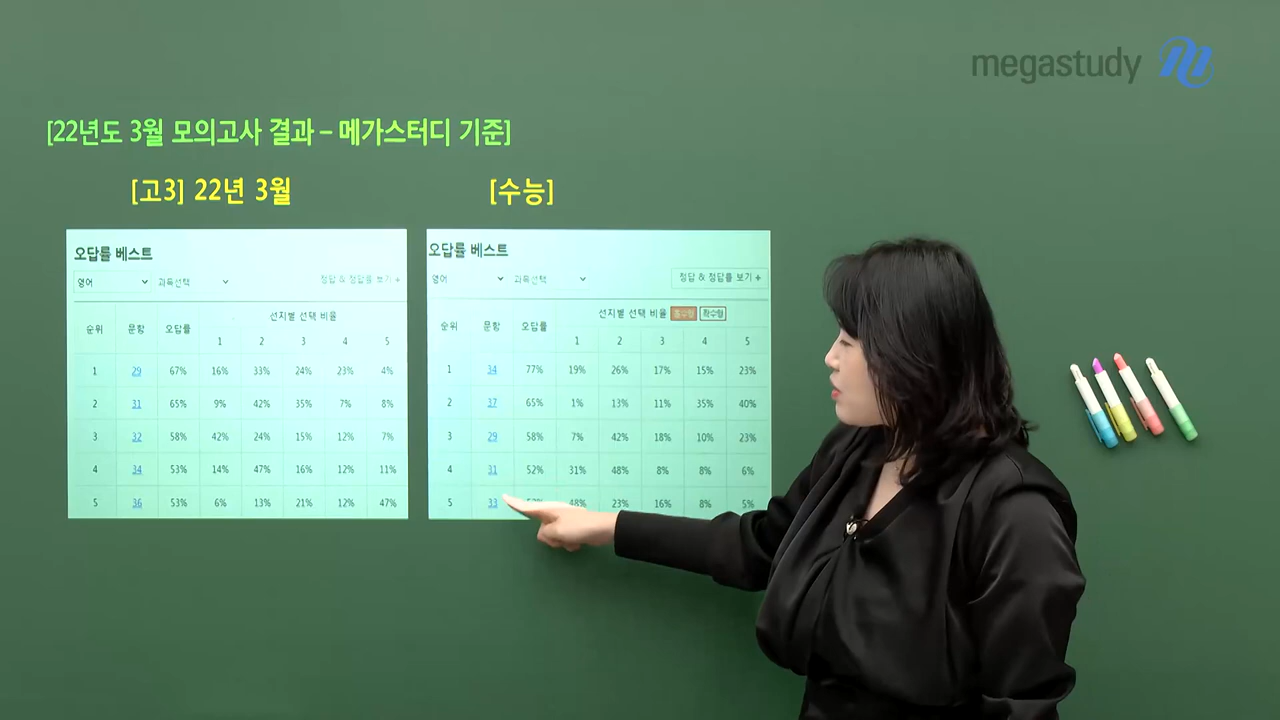 megastudy
[22년도 3월 모의고사 결과 – 메가스터디 기준]
[고3] 22년 3월
[수능]
오답률 베스트
영어 과목선택 정답 & 정답률 보기 +
순위 문항 오답률 선지별 선택 비율
1 2 3 4 5
1 29 67% 16% 33% 24% 23% 4%
2 31 65% 9% 42% 35% 7% 8%
3 32 58% 42% 24% 15% 12% 7%
4 34 53% 14% 47% 16% 12% 11%
5 36 53% 6% 13% 21% 12% 47%
오답률 베스트
영어 과목선택 정답 & 정답률 보기 +
순위 문항 오답률 선지별 선택 비율 홀수형 짝수형
1 2 3 4 5
1 34 77% 19% 26% 17% 15% 23%
2 37 65% 1% 13% 11% 35% 40%
3 29 58% 7% 42% 18% 10% 23%
4 31 52% 31% 48% 8% 8% 6%
5 33 48% 23% 16% 8% 5%